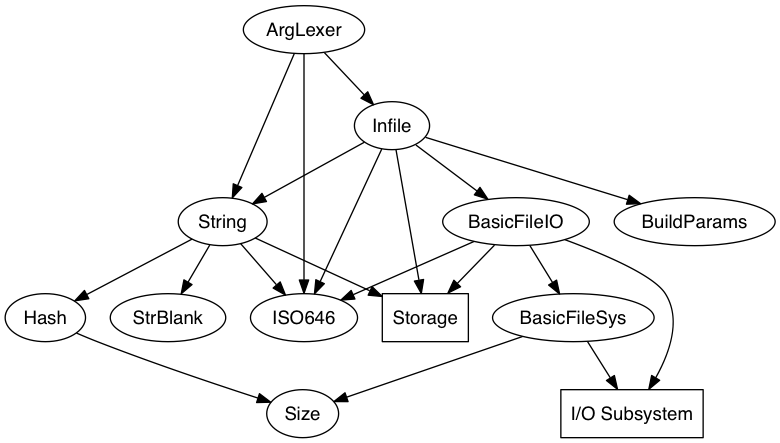 ArgLexer
Infile
String
BasicFileIO
BuildParams
Hash
StrBlank
ISO646
Storage
BasicFileSys
Size
I/O Subsystem